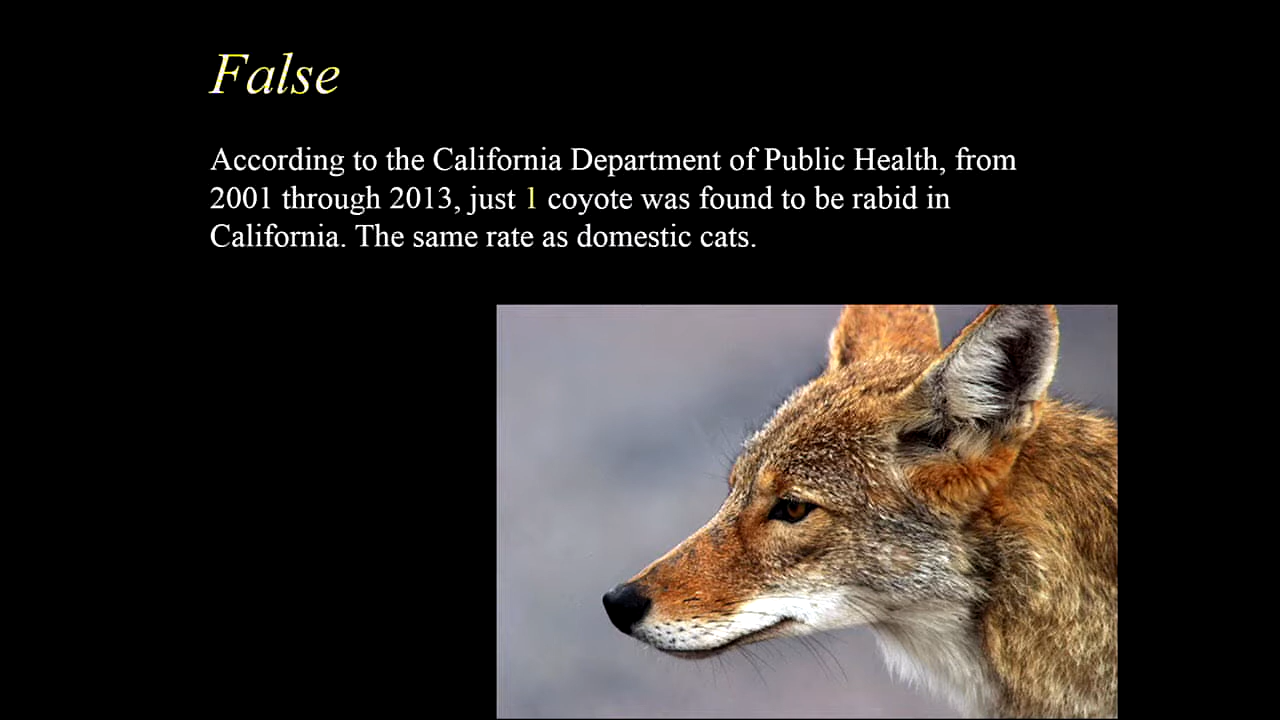 False
According to the California Department of Public Health, from
2001 through 2013, just 1 coyote was found to be rabid in
California. The same rate as domestic cats.